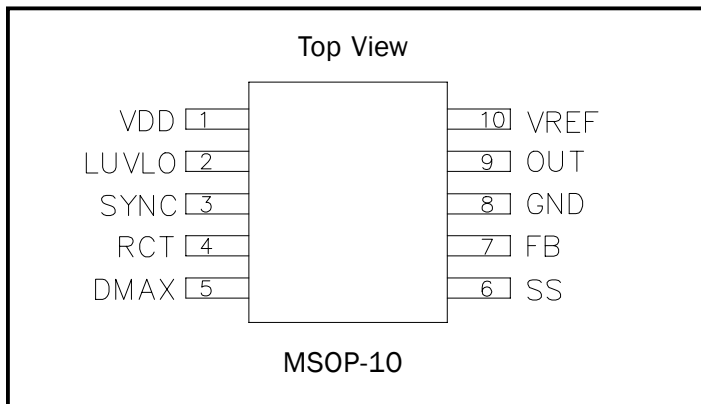 Top View
VDD 1 10 VREF
LUVLO 2 9 OUT
SYNC 3 8 GND
RCT 4 7 FB
DMAX 5 6 SS
MSOP-10